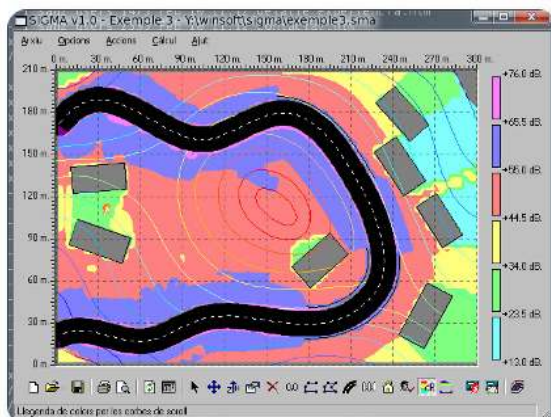 SIGMA v1.0 - Exemple 3 - Y:\winsoft\sigma\exemple3.sma
Arxiu Opcions Accions Càlcul Ajut
0 m. 30 m. 60 m. 90 m. 120 m. 150 m. 180 m. 210 m. 240 m. 270 m. 300 m.
210 m.
180 m.
150 m.
120 m.
90 m.
60 m.
30 m.
0 m.
+76.0 dB.
+65.5 dB.
+55.0 dB.
+44.5 dB.
+34.0 dB.
+23.5 dB.
+13.0 dB.
Llegenda de colors per les corbes de soroll